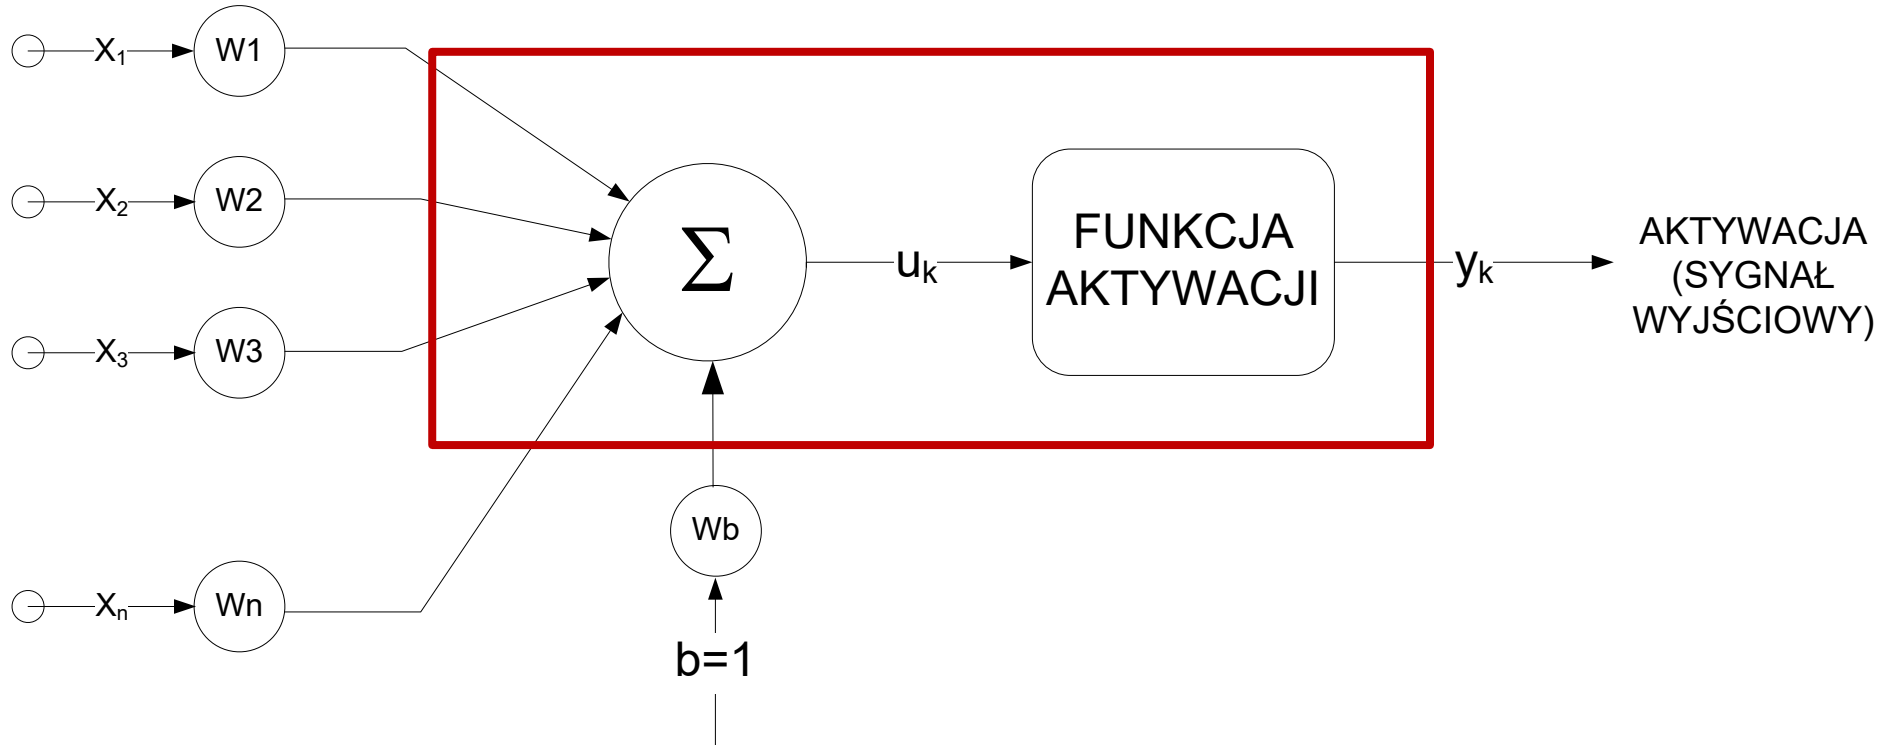 X₁ W1
X₂ W2
X₃ W3
Xₙ Wn
Σ
Wb
b=1
uₖ
FUNKCJA
AKTYWACJI
yₖ
AKTYWACJA
(SYGNAŁ
WYJŚCIOWY)